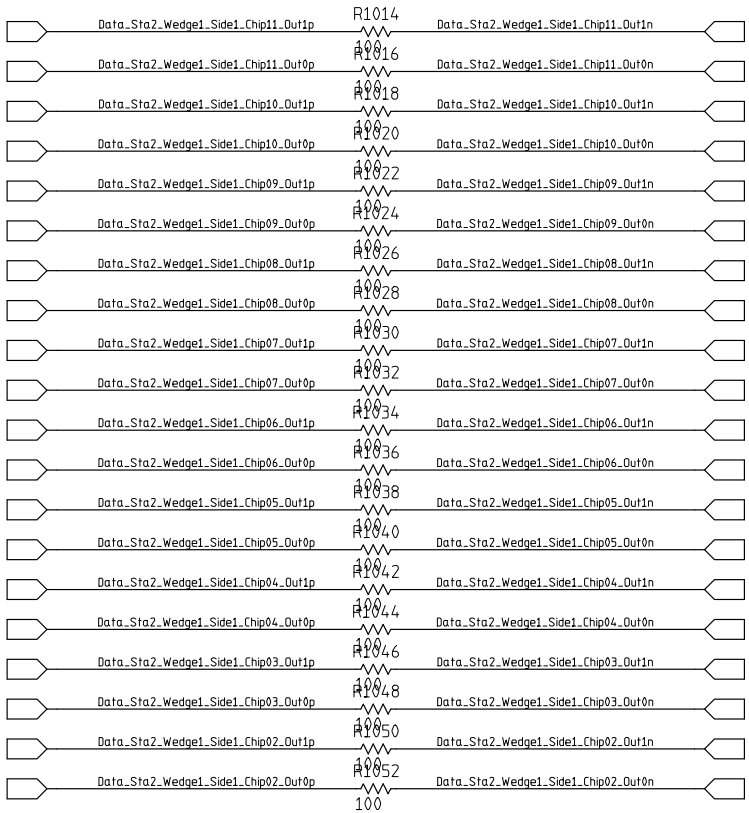 R1014
Data_Sta2_Wedge1_Side1_Chip11_Out1p Data_Sta2_Wedge1_Side1_Chip11_Out1n
100
R1016
Data_Sta2_Wedge1_Side1_Chip11_Out0p Data_Sta2_Wedge1_Side1_Chip11_Out0n
100
R1018
Data_Sta2_Wedge1_Side1_Chip10_Out1p Data_Sta2_Wedge1_Side1_Chip10_Out1n
100
R1020
Data_Sta2_Wedge1_Side1_Chip10_Out0p Data_Sta2_Wedge1_Side1_Chip10_Out0n
100
R1022
Data_Sta2_Wedge1_Side1_Chip09_Out1p Data_Sta2_Wedge1_Side1_Chip09_Out1n
100
R1024
Data_Sta2_Wedge1_Side1_Chip09_Out0p Data_Sta2_Wedge1_Side1_Chip09_Out0n
100
R1026
Data_Sta2_Wedge1_Side1_Chip08_Out1p Data_Sta2_Wedge1_Side1_Chip08_Out1n
100
R1028
Data_Sta2_Wedge1_Side1_Chip08_Out0p Data_Sta2_Wedge1_Side1_Chip08_Out0n
100
R1030
Data_Sta2_Wedge1_Side1_Chip07_Out1p Data_Sta2_Wedge1_Side1_Chip07_Out1n
100
R1032
Data_Sta2_Wedge1_Side1_Chip07_Out0p Data_Sta2_Wedge1_Side1_Chip07_Out0n
100
R1034
Data_Sta2_Wedge1_Side1_Chip06_Out1p Data_Sta2_Wedge1_Side1_Chip06_Out1n
100
R1036
Data_Sta2_Wedge1_Side1_Chip06_Out0p Data_Sta2_Wedge1_Side1_Chip06_Out0n
100
R1038
Data_Sta2_Wedge1_Side1_Chip05_Out1p Data_Sta2_Wedge1_Side1_Chip05_Out1n
100
R1040
Data_Sta2_Wedge1_Side1_Chip05_Out0p Data_Sta2_Wedge1_Side1_Chip05_Out0n
100
R1042
Data_Sta2_Wedge1_Side1_Chip04_Out1p Data_Sta2_Wedge1_Side1_Chip04_Out1n
100
R1044
Data_Sta2_Wedge1_Side1_Chip04_Out0p Data_Sta2_Wedge1_Side1_Chip04_Out0n
100
R1046
Data_Sta2_Wedge1_Side1_Chip03_Out1p Data_Sta2_Wedge1_Side1_Chip03_Out1n
100
R1048
Data_Sta2_Wedge1_Side1_Chip03_Out0p Data_Sta2_Wedge1_Side1_Chip03_Out0n
100
R1050
Data_Sta2_Wedge1_Side1_Chip02_Out1p Data_Sta2_Wedge1_Side1_Chip02_Out1n
100
R1052
Data_Sta2_Wedge1_Side1_Chip02_Out0p Data_Sta2_Wedge1_Side1_Chip02_Out0n
100